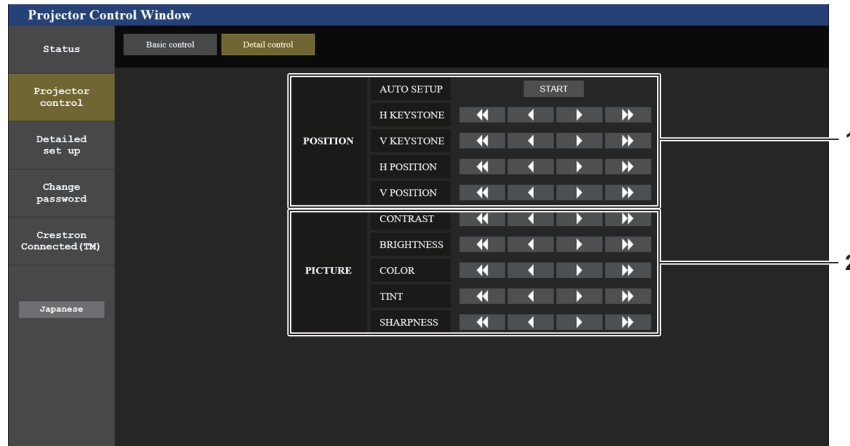 Projector Control Window
Status
Basic control
Detail control
Projector
control
Detailed
set up
Change
password
Crestron
Connected(TM)
Japanese
POSITION
AUTO SETUP
START
H KEYSTONE
V KEYSTONE
H POSITION
V POSITION
1
PICTURE
CONTRAST
BRIGHTNESS
COLOR
TINT
SHARPNESS
2